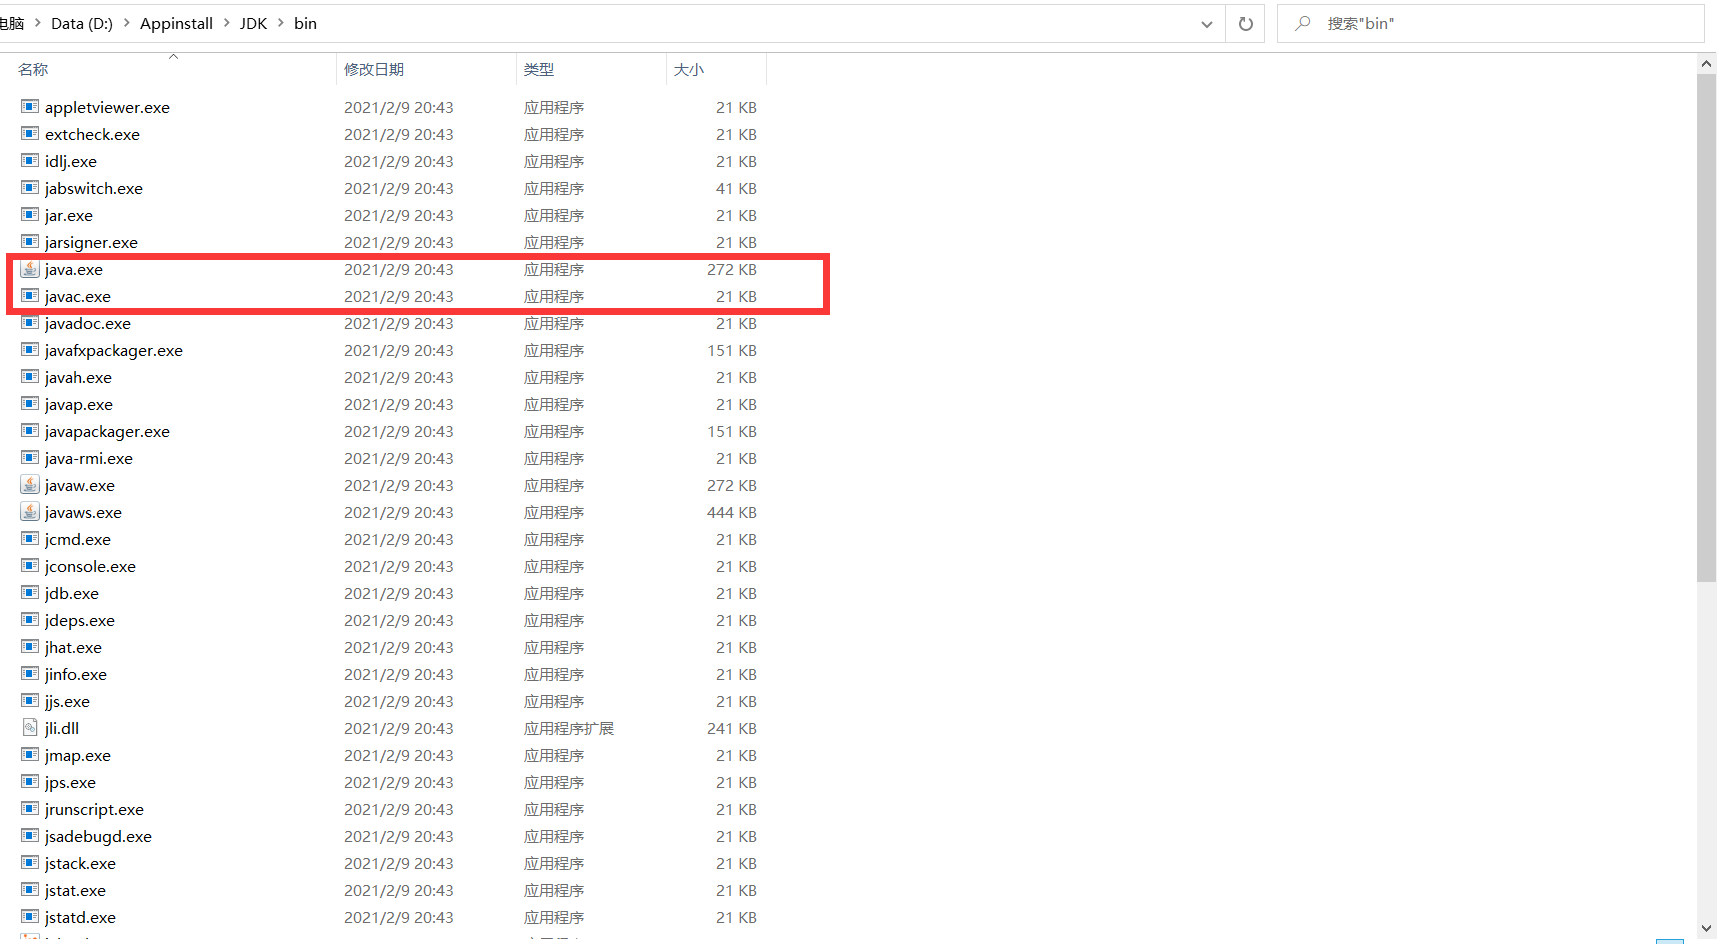 电脑 > Data (D:) > Appinstall > JDK > bin
搜索"bin"
名称 修改日期 类型 大小
appletviewer.exe 2021/2/9 20:43 应用程序 21 KB
extcheck.exe 2021/2/9 20:43 应用程序 21 KB
idlj.exe 2021/2/9 20:43 应用程序 21 KB
jabswitch.exe 2021/2/9 20:43 应用程序 41 KB
jar.exe 2021/2/9 20:43 应用程序 21 KB
jarsigner.exe 2021/2/9 20:43 应用程序 21 KB
java.exe 2021/2/9 20:43 应用程序 272 KB
javac.exe 2021/2/9 20:43 应用程序 21 KB
javadoc.exe 2021/2/9 20:43 应用程序 21 KB
javafxpackager.exe 2021/2/9 20:43 应用程序 151 KB
javah.exe 2021/2/9 20:43 应用程序 21 KB
javap.exe 2021/2/9 20:43 应用程序 21 KB
javapackager.exe 2021/2/9 20:43 应用程序 151 KB
java-rmi.exe 2021/2/9 20:43 应用程序 21 KB
javaw.exe 2021/2/9 20:43 应用程序 272 KB
javaws.exe 2021/2/9 20:43 应用程序 444 KB
jcmd.exe 2021/2/9 20:43 应用程序 21 KB
jconsole.exe 2021/2/9 20:43 应用程序 21 KB
jdb.exe 2021/2/9 20:43 应用程序 21 KB
jdeps.exe 2021/2/9 20:43 应用程序 21 KB
jhat.exe 2021/2/9 20:43 应用程序 21 KB
jinfo.exe 2021/2/9 20:43 应用程序 21 KB
jjs.exe 2021/2/9 20:43 应用程序 21 KB
jli.dll 2021/2/9 20:43 应用程序扩展 241 KB
jmap.exe 2021/2/9 20:43 应用程序 21 KB
jps.exe 2021/2/9 20:43 应用程序 21 KB
jrunscript.exe 2021/2/9 20:43 应用程序 21 KB
jsadebugd.exe 2021/2/9 20:43 应用程序 21 KB
jstack.exe 2021/2/9 20:43 应用程序 21 KB
jstat.exe 2021/2/9 20:43 应用程序 21 KB
jstatd.exe 2021/2/9 20:43 应用程序 21 KB